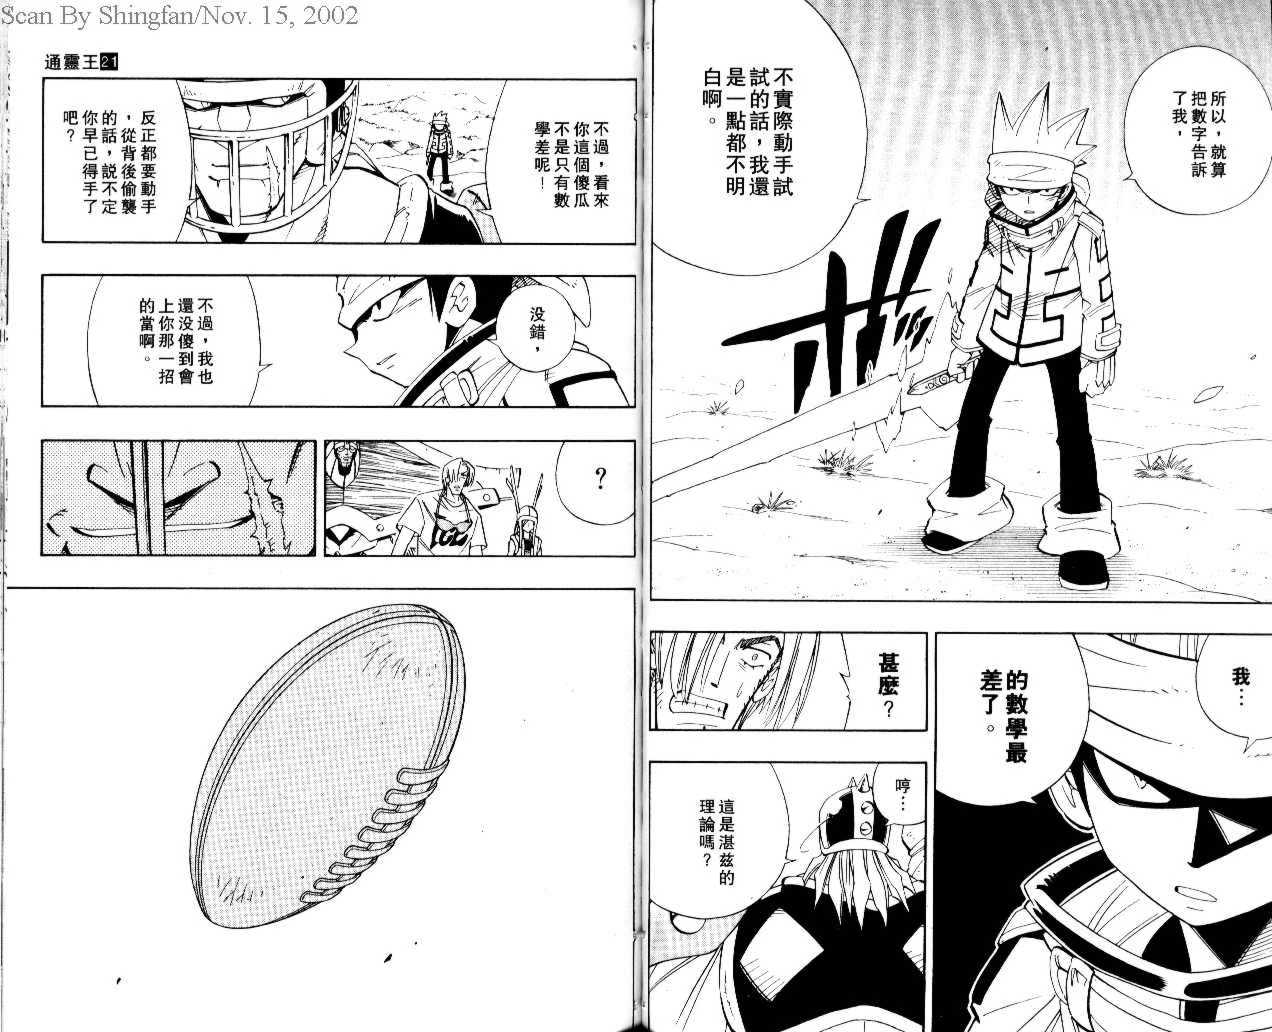 Scan By Shingfan/Nov. 15, 2002
通靈王21
所以，就算
把數字告訴
了我，
不實際動手試
試的話，我還
是一點都不明
白啊。
我…
的數學最
差了。
甚麼？
哼…
這是湛玆的
理論嗎？
不過，看來
你這個傻瓜
不是只有數
學差呢！
反正都要動手
，從背後偷襲
的話，説不定
你早已得手了
吧？
没錯，
不過，我也
還没傻到會
上你那一招
的當啊。
？